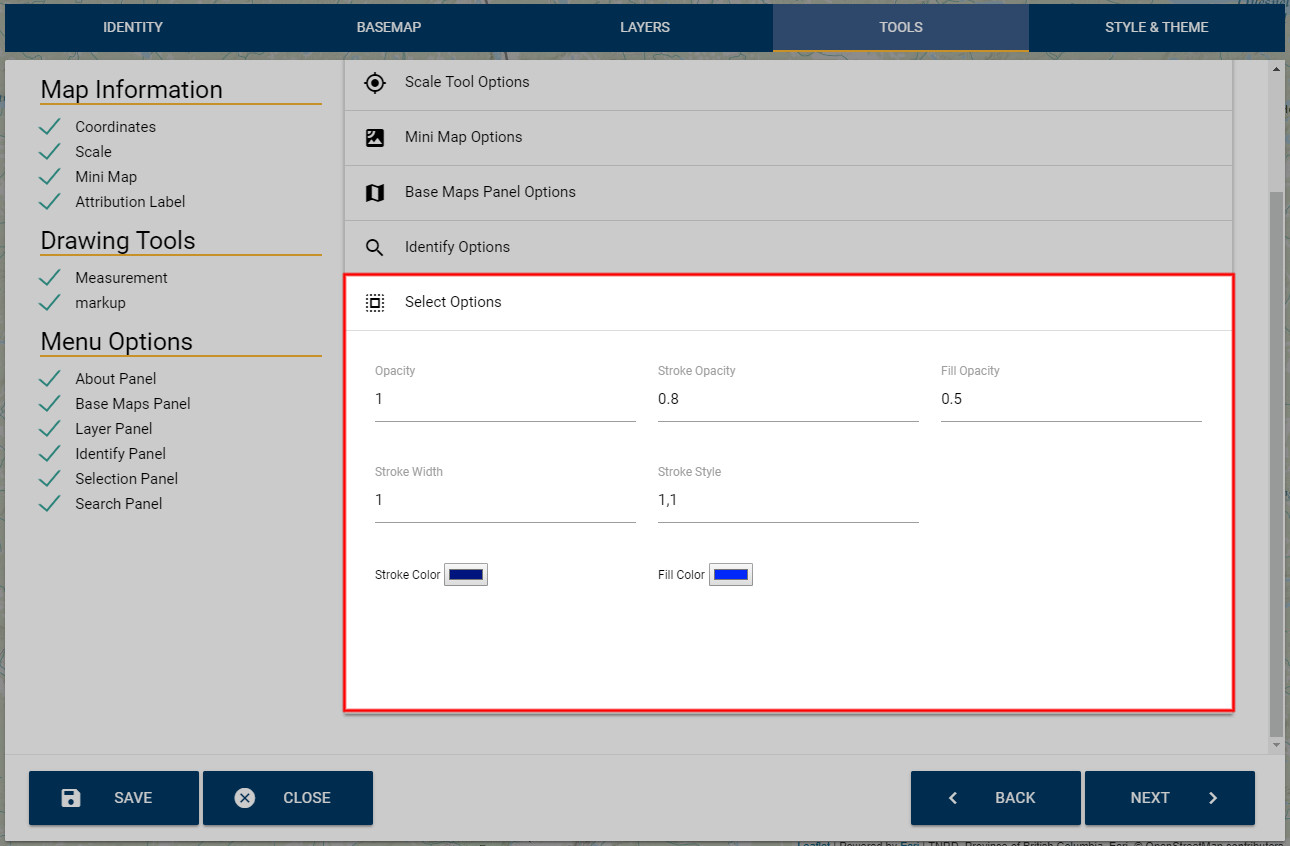 IDENTITY BASEMAP LAYERS TOOLS STYLE & THEME
Map Information
Coordinates
Scale
Mini Map
Attribution Label
Drawing Tools
Measurement
markup
Menu Options
About Panel
Base Maps Panel
Layer Panel
Identify Panel
Selection Panel
Search Panel
Scale Tool Options
Mini Map Options
Base Maps Panel Options
Identify Options
Select Options
Opacity Stroke Opacity Fill Opacity
1 0.8 0.5
Stroke Width Stroke Style
1 1,1
Stroke Color Fill Color
SAVE CLOSE BACK NEXT
Leaflet | Powered by Esri | TNRD, Province of British Columbia, Esri, © OpenStreetMap contributors